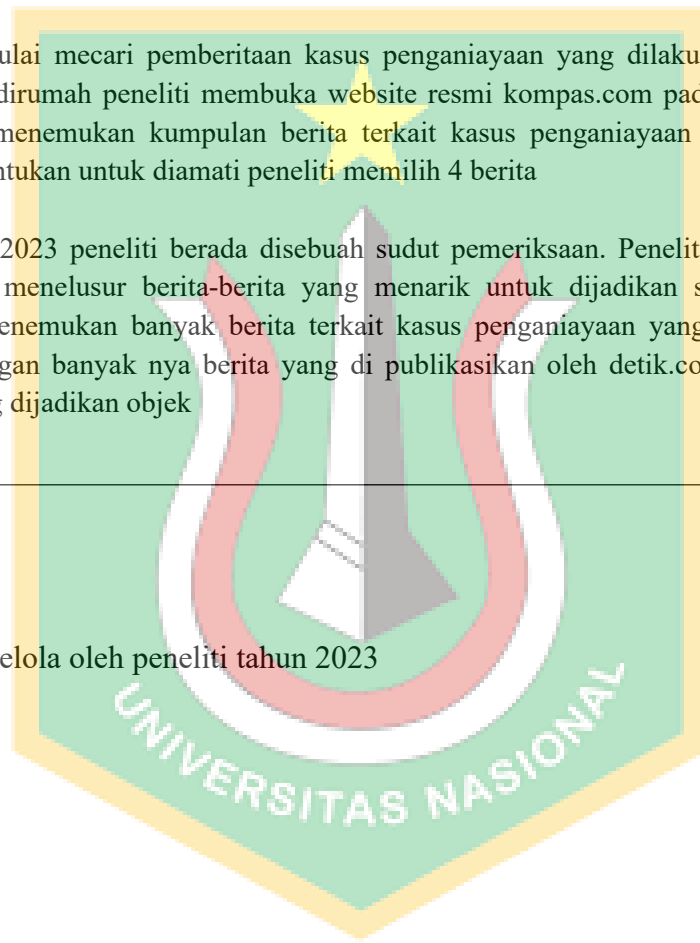 ulai mecari pemberitaan kasus penganiayaan yang dilaku
dirumah peneliti membuka website resmi kompas.com pad
menemukan kumpulan berita terkait kasus penganiayaan
ntukan untuk diamati peneliti memilih 4 berita
2023 peneliti berada disebuah sudut pemeriksaan. Penelit
menelusur berita-berita yang menarik untuk dijadikan s
enemukan banyak berita terkait kasus penganiayaan yang
gan banyak nya berita yang di publikasikan oleh detik.co
g dijadikan objek
elola oleh peneliti tahun 2023
UNIVERSITAS NASIONAL